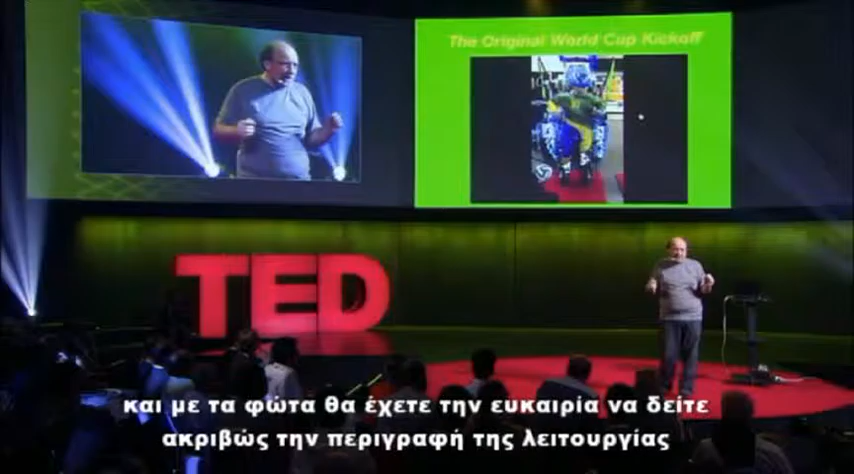 The Original World Cup Kickoff
TED
και με τα φώτα θα έχετε την ευκαιρία να δείτε
ακριβώς την περιγραφή της λειτουργίας